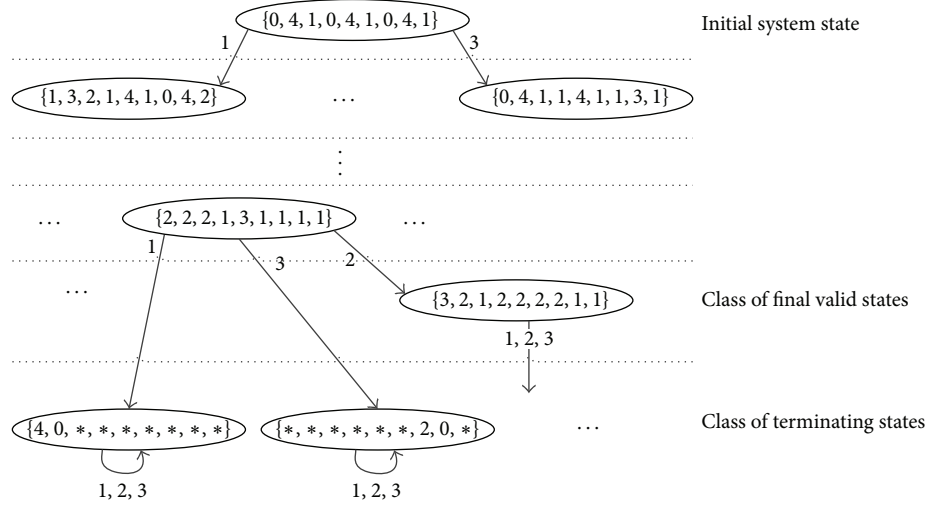 {0, 4, 1, 0, 4, 1, 0, 4, 1} Initial system state
1 3
{1, 3, 2, 1, 4, 1, 0, 4, 2} ... {0, 4, 1, 1, 4, 1, 1, 3, 1}
⋮
... {2, 2, 2, 1, 3, 1, 1, 1, 1} ...
1 3 2
... {3, 2, 1, 2, 2, 2, 2, 1, 1} Class of final valid states
1, 2, 3
{4, 0, *, *, *, *, *, *, *} {*, *, *, *, *, *, 2, 0, *} ... Class of terminating states
1, 2, 3 1, 2, 3